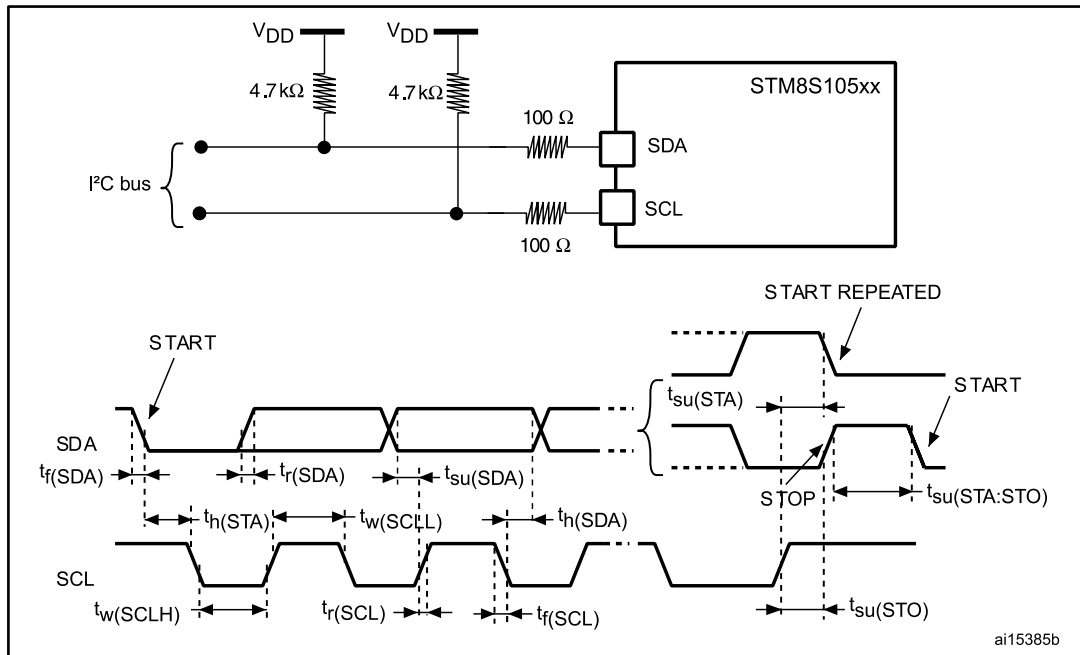 VDD VDD
4.7kΩ 4.7kΩ
STM8S105xx
100 Ω
SDA
I²C bus
SCL
100 Ω
START REPEATED
START
START
tsu(STA)
SDA
tf(SDA)
tr(SDA)
tsu(SDA)
STOP
tsu(STA:STO)
th(STA)
tw(SCLL)
th(SDA)
SCL
tw(SCLH)
tr(SCL)
tf(SCL)
tsu(STO)
ai15385b